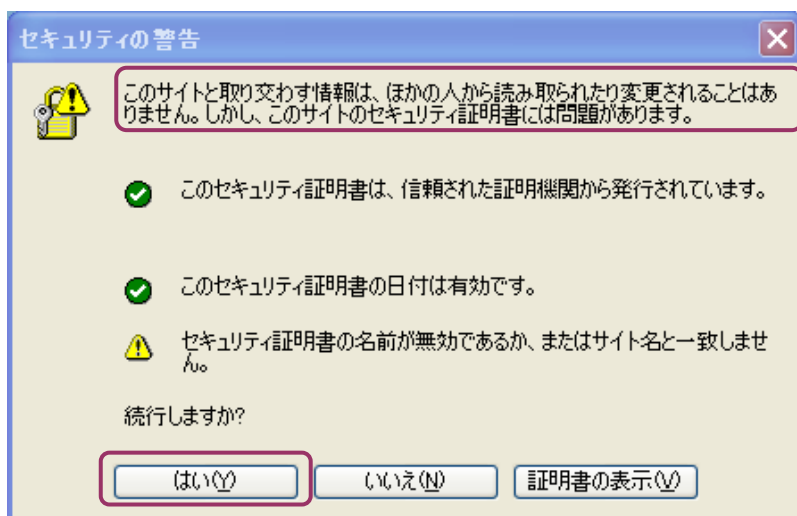 セキュリティの警告
このサイトと取り交わす情報は、ほかの人から読み取られたり変更されることはあ
りません。しかし、このサイトのセキュリティ証明書には問題があります。
このセキュリティ証明書は、信頼された証明機関から発行されています。
このセキュリティ証明書の日付は有効です。
セキュリティ証明書の名前が無効であるか、またはサイト名と一致しませ
ん。
続行しますか?
はい(Y) いいえ(N) 証明書の表示(V)